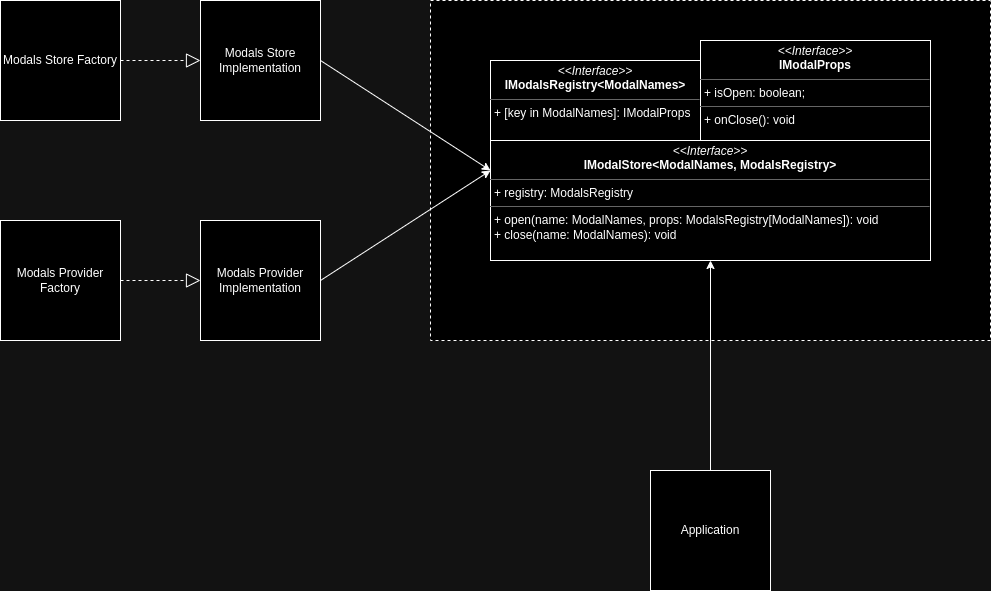 Modals Store Factory
Modals Store
Implementation
<<Interface>>
IModalsRegistry<ModalNames>
+ [key in ModalNames]: IModalProps
<<Interface>>
IModalProps
+ isOpen: boolean;
+ onClose(): void
<<Interface>>
IModalStore<ModalNames, ModalsRegistry>
+ registry: ModalsRegistry
+ open(name: ModalNames, props: ModalsRegistry[ModalNames]): void
+ close(name: ModalNames): void
Modals Provider
Factory
Modals Provider
Implementation
Application